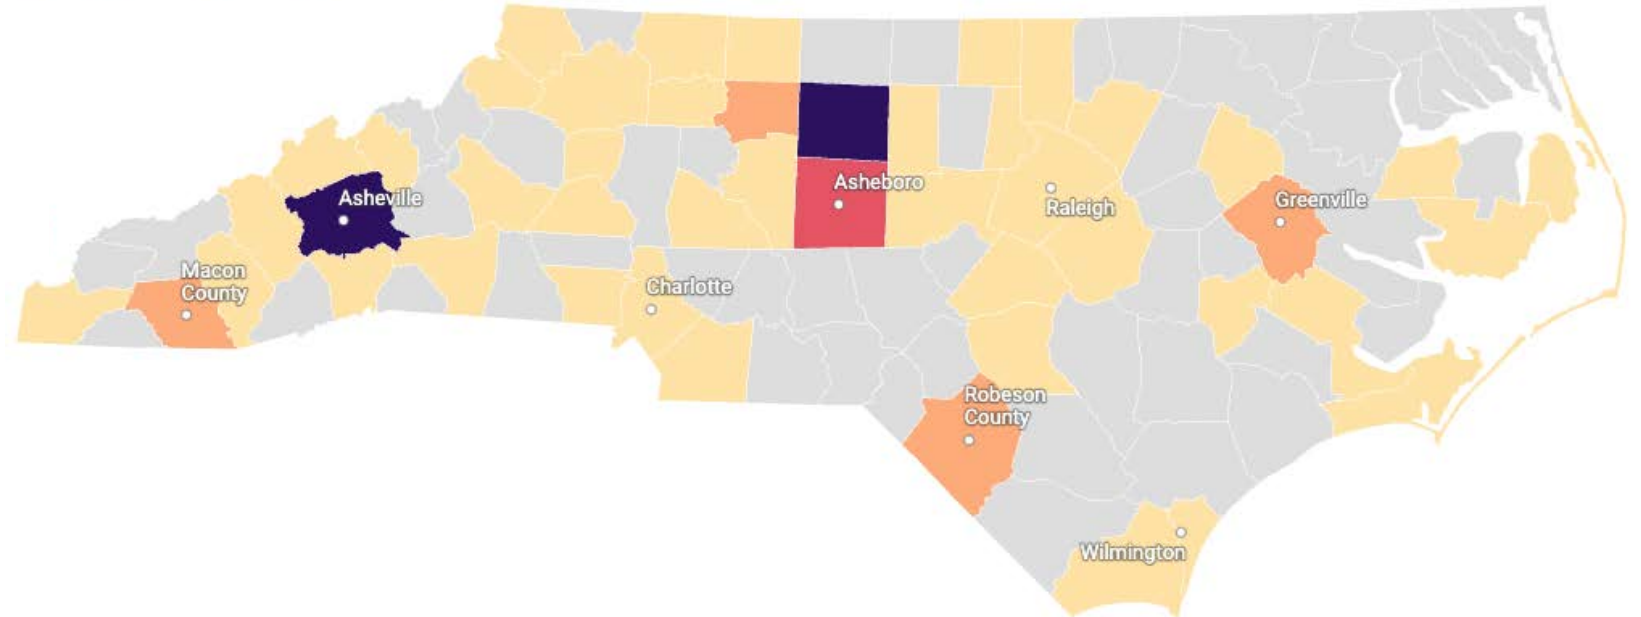 Asheville
Asheboro
Raleigh
Greenville
Macon
County
Charlotte
Robeson
County
Wilmington